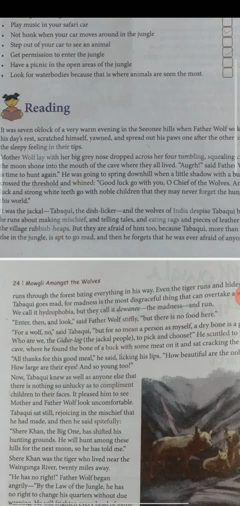 Play music in your safari car
Not honk when your car moves around in the jungle
Step out of your car to see an animal
Get permission to enter the jungle
Have a picnic in the open areas of the jungle
Look for waterbodies because that is where animals are seen the most
Reading
It was seven o'clock of a very warm evening in the Seeonee hills when Father Wolf
his day's rest, scratched himself, yawned, and spread out his paws one after the other
the sleepy feeling in their tips.
Mother Wolf lay with her big grey nose dropped across her four tumbling, squealing
the moon shone into the mouth of the cave where they all lived. "Augrh!" said Father
time to hunt again." He was going to spring downhill when a little shadow with a
crossed the threshold and whined: "Good luck go with you, O Chief of the Wolves.
luck and strong white teeth go with noble children that they may never forget the
this world."
was the jackal—Tabaqui, the dish-licker—and the wolves of India despise Tabaqui
he runs about making mischief, and telling tales, and eating rags and pieces of leather
the village rubbish heaps. But they are afraid of him too, because Tabaqui, more than
else in the jungle, is apt to go mad, and then he forgets that he was ever afraid of
24 | Mowgli Amongst the Wolves
runs through the forest biting everything in his way. Even the tiger runs and hides
Tabaqui goes mad, for madness is the most disgraceful thing that can overtake a
We call it hydrophobia, but they call it dewanee—the madness—and run.
"Enter, then, and look," said Father Wolf stiffly, "but there is no food here."
"For a wolf, no," said Tabaqui, "but for so mean a person as myself, a dry bone is a
Who are we, the Gidur-log (the jackal people), to pick and choose?" He scuttled to
cave, where he found the bone of a buck with some meat on it and sat cracking the
"All thanks for this good meal," he said, licking his lips. "How beautiful are the
How large are their eyes! And so young too!"
Now, Tabaqui knew as well as anyone else that
there is nothing so unlucky as to compliment
children to their faces. It pleased him to see
Mother and Father Wolf look uncomfortable.
Tabaqui sat still, rejoicing in the mischief that
he had made, and then he said spitefully:
"Shere Khan, the Big One, has shifted his
hunting grounds. He will hunt among these
hills for the next moon, so he has told me."
Shere Khan was the tiger who lived near the
Waingunga River, twenty miles away.
"He has no right!" Father Wolf began
angrily—"By the Law of the Jungle, he has
no right to change his quarters without due